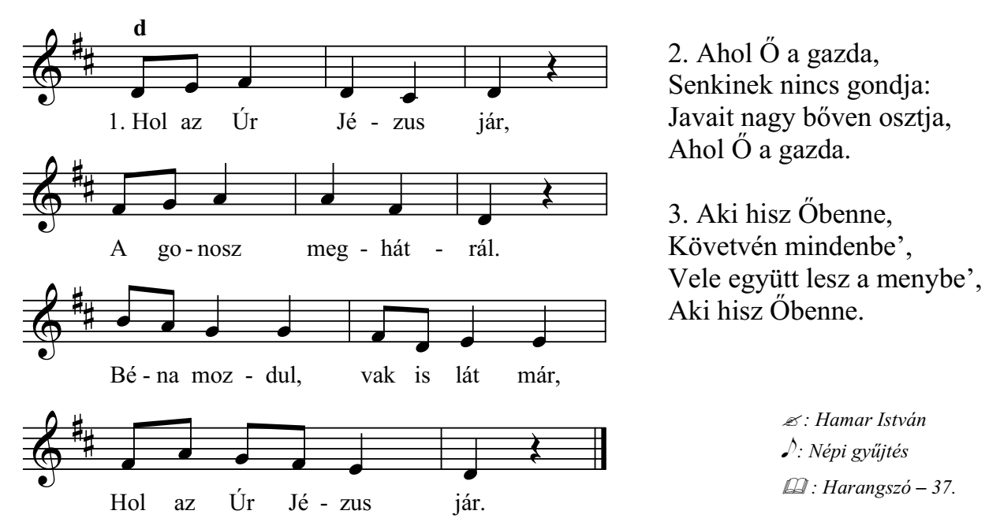 d
1. Hol az Úr Jé - zus jár,
A go - nosz meg - hát - rál.
Bé - na moz - dul, vak is lát már,
Hol az Úr Jé - zus jár.
2. Ahol Ő a gazda,
Senkinek nincs gondja:
Javait nagy bőven osztja,
Ahol Ő a gazda.
3. Aki hisz Őbenne,
Követvén mindenbe’,
Vele együtt lesz a menybe’,
Aki hisz Őbenne.
✍: Hamar István
♪: Népi gyűjtés
🕮 : Harangszó – 37.